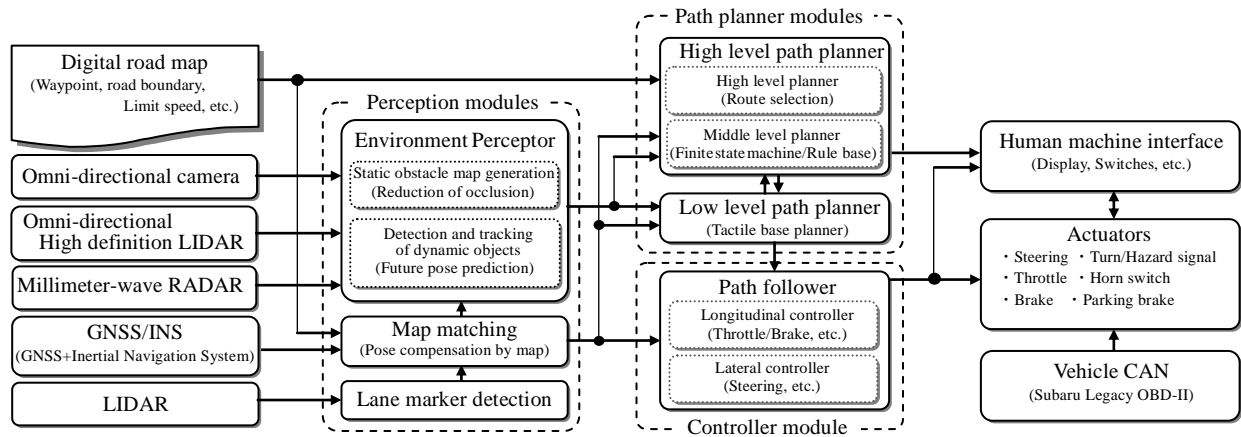 Digital road map
(Waypoint, road boundary,
Limit speed, etc.)
Omni-directional camera
Omni-directional
High definition LIDAR
Millimeter-wave RADAR
GNSS/INS
(GNSS+Inertial Navigation System)
LIDAR
Perception modules
Environment Perceptor
Static obstacle map generation
(Reduction of occlusion)
Detection and tracking
of dynamic objects
(Future pose prediction)
Map matching
(Pose compensation by map)
Lane marker detection
Path planner modules
High level path planner
High level planner
(Route selection)
Middle level planner
(Finite state machine/Rule base)
Low level path planner
(Tactile base planner)
Path follower
Longitudinal controller
(Throttle/Brake, etc.)
Lateral controller
(Steering, etc.)
Controller module
Human machine interface
(Display, Switches, etc.)
Actuators
・Steering ・Turn/Hazard signal
・Throttle ・Horn switch
・Brake ・Parking brake
Vehicle CAN
(Subaru Legacy OBD-II)